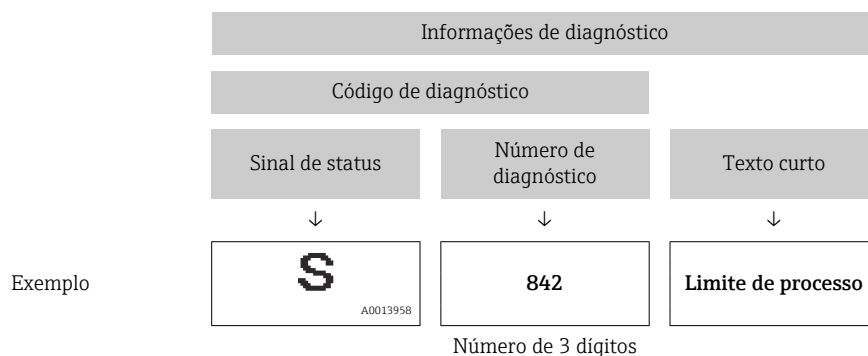 Informações de diagnóstico
Código de diagnóstico
Sinal de status
Número de
diagnóstico
Texto curto
↓ ↓ ↓
Exemplo
S
A0013958
842
Limite de processo
Número de 3 dígitos